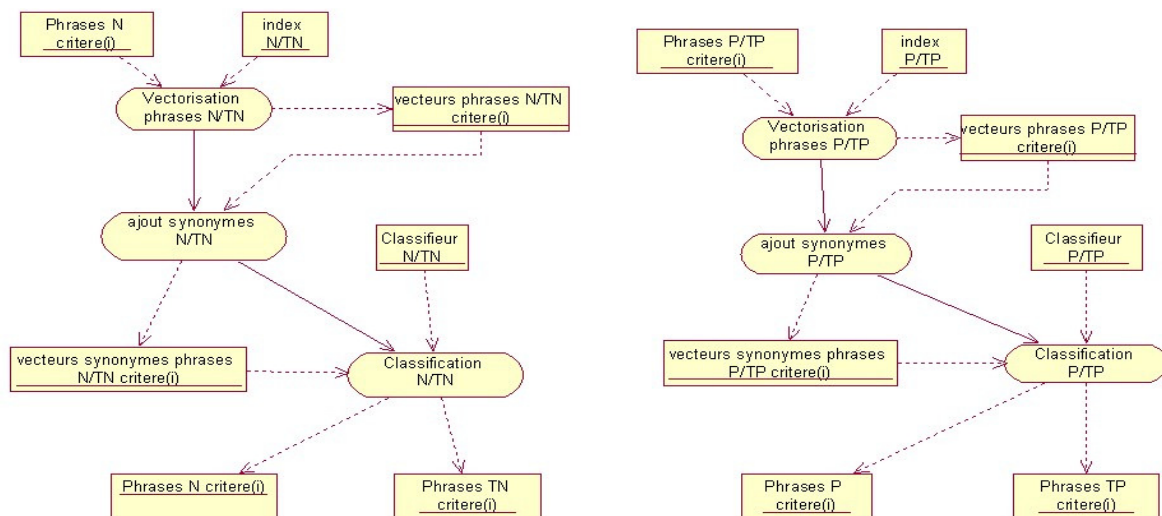 Phrases N
critere(i)
index
N/TN
Vectorisation
phrases N/TN
vecteurs phrases N/TN
critere(i)
ajout synonymes
N/TN
Classifieur
N/TN
vecteurs synonymes phrases
N/TN critere(i)
Classification
N/TN
Phrases N critere(i)
Phrases TN
critere(i)
Phrases P/TP
critere(i)
index
P/TP
Vectorisation
phrases P/TP
vecteurs phrases P/TP
critere(i)
ajout synonymes
P/TP
Classifieur
P/TP
vecteurs synonymes phrases
P/TP critere(i)
Classification
P/TP
Phrases P
critere(i)
Phrases TP
critere(i)